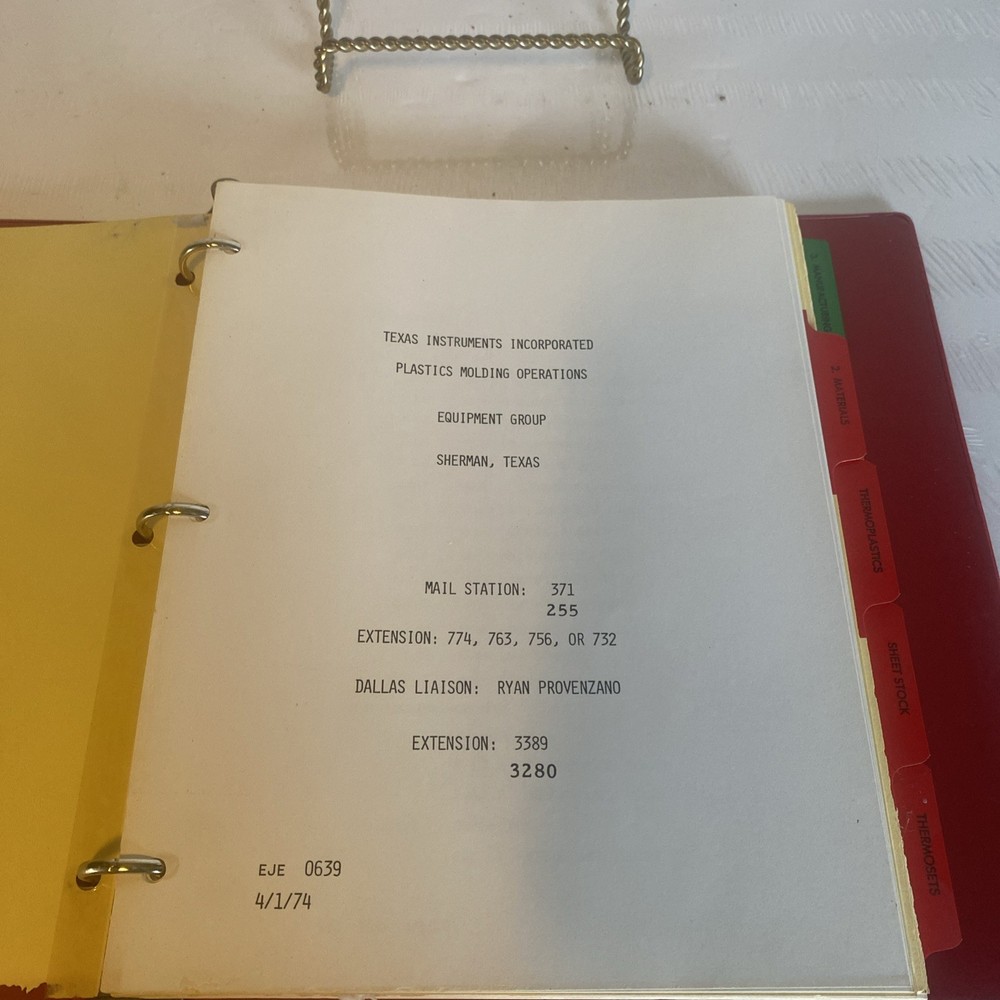 TEXAS INSTRUMENTS INCORPORATED
PLASTICS MOLDING OPERATIONS
EQUIPMENT GROUP
SHERMAN, TEXAS
MAIL STATION: 371
255
EXTENSION: 774, 763, 756, OR 732
DALLAS LIAISON: RYAN PROVENZANO
EXTENSION: 3389
3280
EJE 0639
4/1/74
MANUFACTURING
2. MATERIALS
THERMOPLASTICS
SHEET STOCK
THERMOSETS